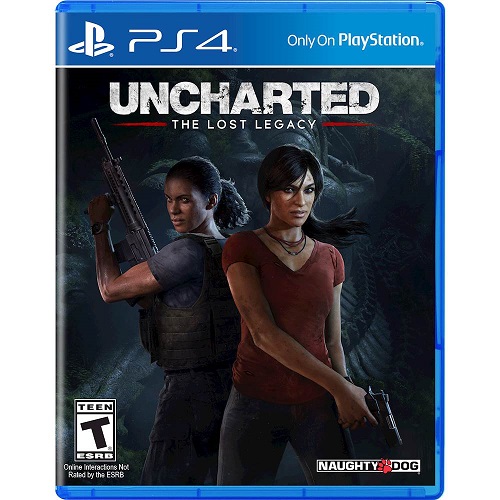 PS4
Only On PlayStation.
UNCHARTED
THE LOST LEGACY
TEEN
T
ESRB
Online Interactions Not
Rated by the ESRB
NAUGHTY DOG